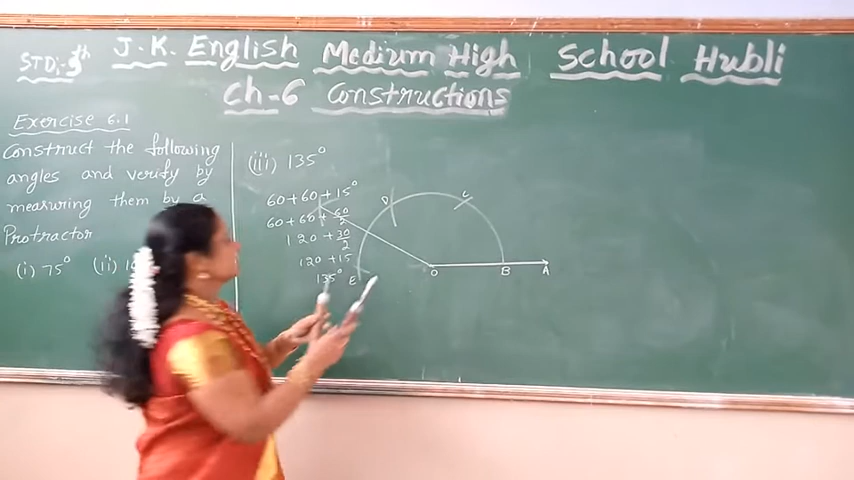 STD:- 9th
J.K. English Medium High School Hubli
Ch-6 Constructions
Exercise 6.1
Construct the following
angles and verify by
measuring them by a
Protractor
(i) 75° (ii)
(iii) 135°
60+60+15°
60+60+30/2
120+30/2
120+15
135°
D
C
E
O
B
A